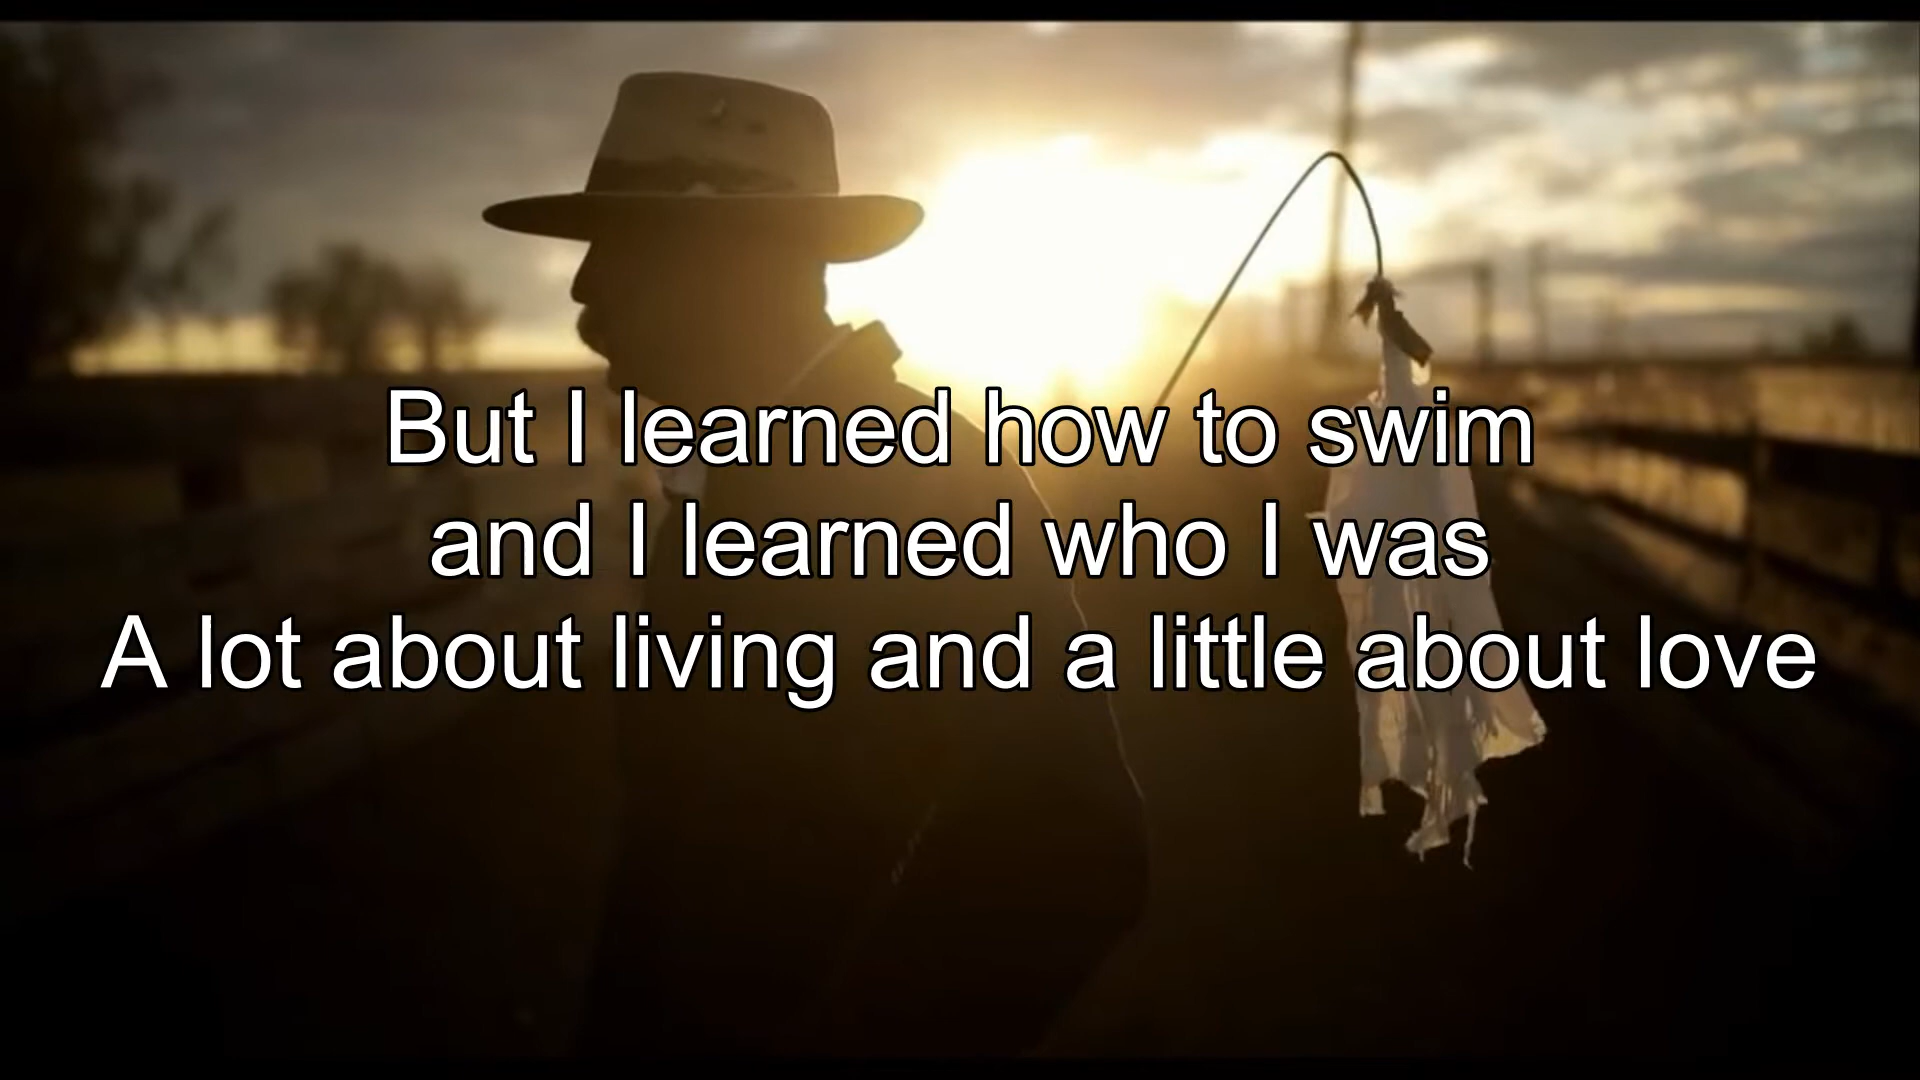 But I learned how to swim
and I learned who I was
A lot about living and a little about love